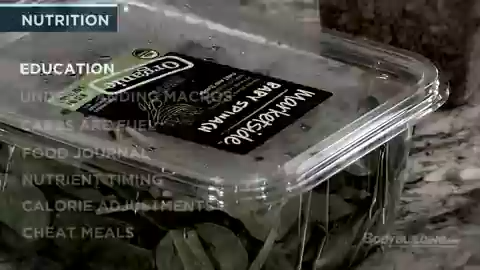 NUTRITION
EDUCATION
UNDERSTANDING MACROS
CARBS ARE FUEL
FOOD JOURNAL
NUTRIENT TIMING
CALORIE ADJUSTMENTS
CHEAT MEALS
Organic
Marketside
BABY SPINACH
BODYBUILDING